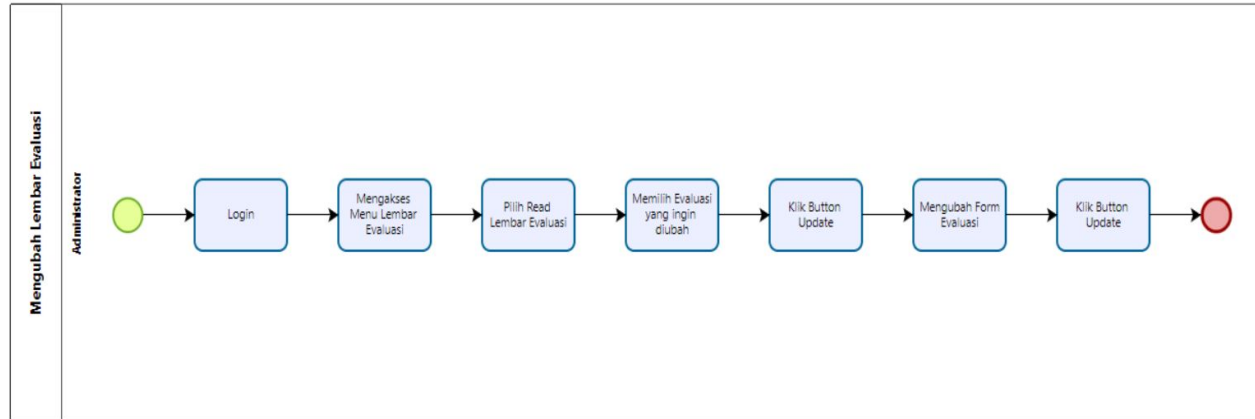 Mengubah Lembar Evaluasi
Administrator
Login
Mengakses
Menu Lembar
Evaluasi
Pilih Read
Lembar Evaluasi
Memilih Evaluasi
yang ingin
diubah
Klik Button
Update
Mengubah Form
Evaluasi
Klik Button
Update